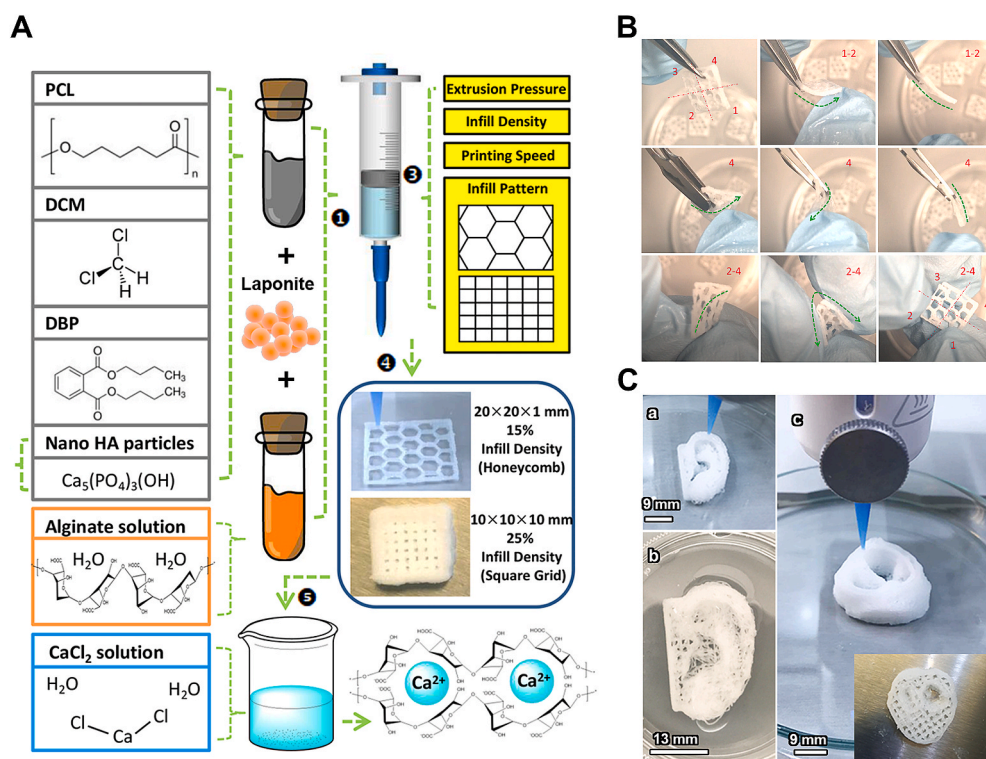 A
PCL
O
O
n
DCM
Cl
Cl
C
H
H
DBP
O
O
CH₃
O
CH₃
O
Nano HA particles
Ca₅(PO₄)₃(OH)
Alginate solution
H₂O
H₂O
CaCl₂ solution
H₂O
H₂O
Cl
Cl
Ca
+
Laponite
+
❶
❸
Extrusion Pressure
Infill Density
Printing Speed
Infill Pattern
❹
20×20×1 mm
15%
Infill Density
(Honeycomb)
10×10×10 mm
25%
Infill Density
(Square Grid)
❺
Ca²⁺
Ca²⁺
B
3
4
2
1
1-2
1-2
4
4
4
2-4
2-4
3
2-4
2
1
C
a
9 mm
b
13 mm
c
9 mm